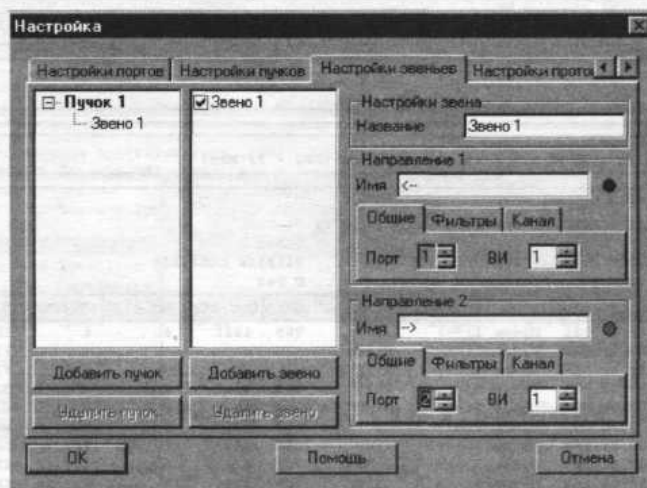 Настройка
Настройки портов Настройки пучков Настройки звеньев Настройки прото
Пучок 1
Звено 1
Звено 1
Настройки звена
Название Звено 1
Направление 1
Имя <--
Общие Фильтры Канал
Порт 1 ВИ 1
Направление 2
Имя -->
Общие Фильтры Канал
Порт 2 ВИ 1
Добавить пучок Добавить звено
Удалить пучок Удалить звено
OK Помощь Отмена